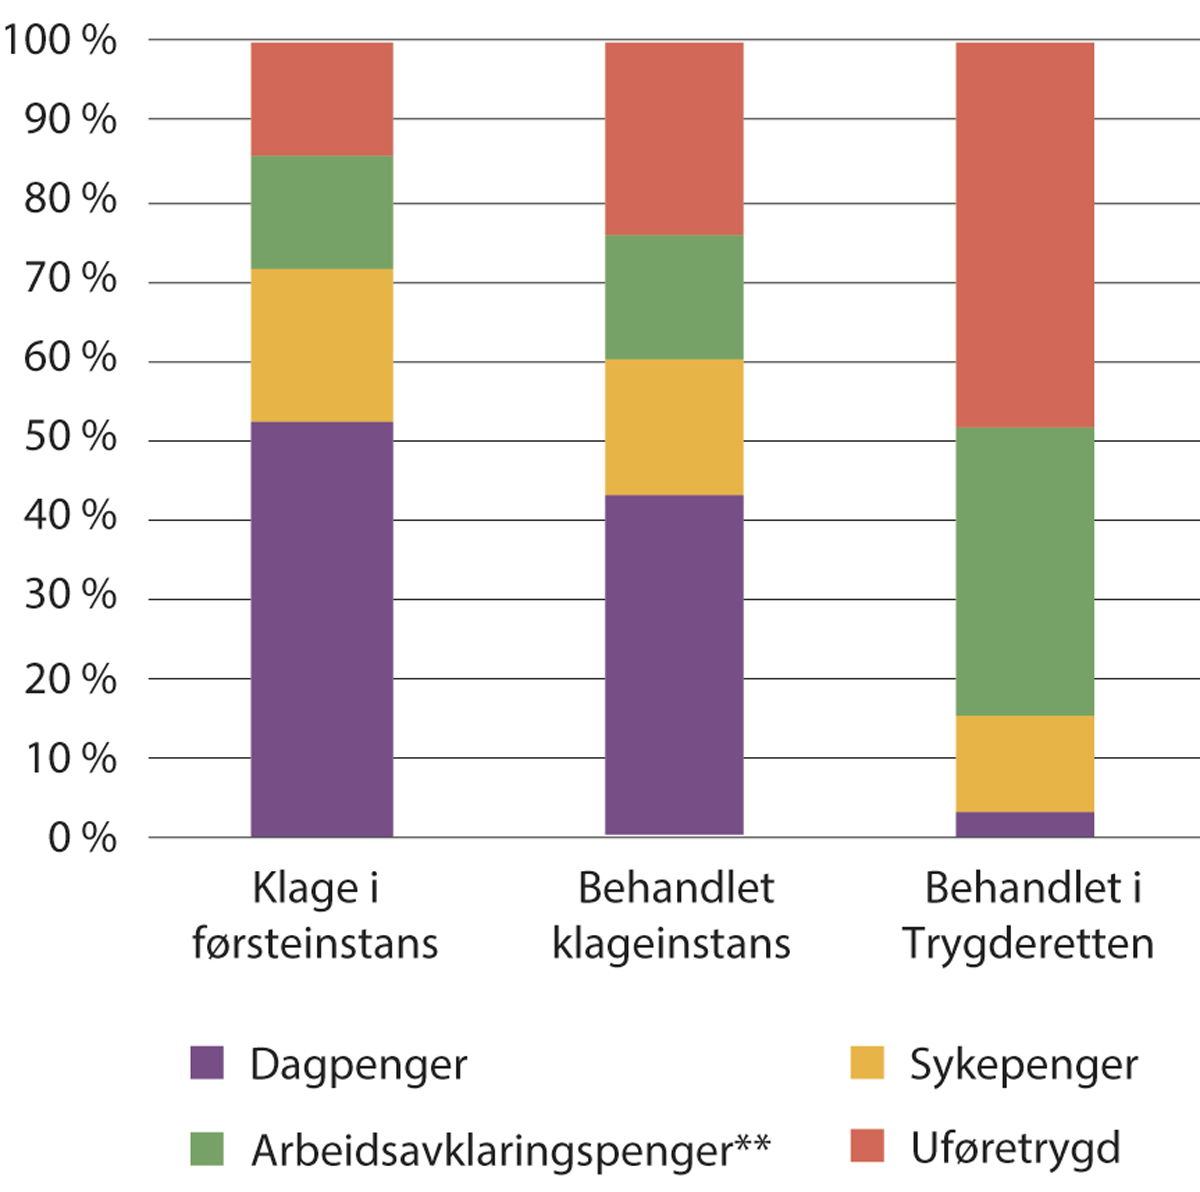 100 %
90 %
80 %
70 %
60 %
50 %
40 %
30 %
20 %
10 %
0 %
Klage i
førsteinstans
Behandlet
klageinstans
Behandlet i
Trygderetten
Dagpenger
Sykepenger
Arbeidsavklaringspenger**
Uføretrygd